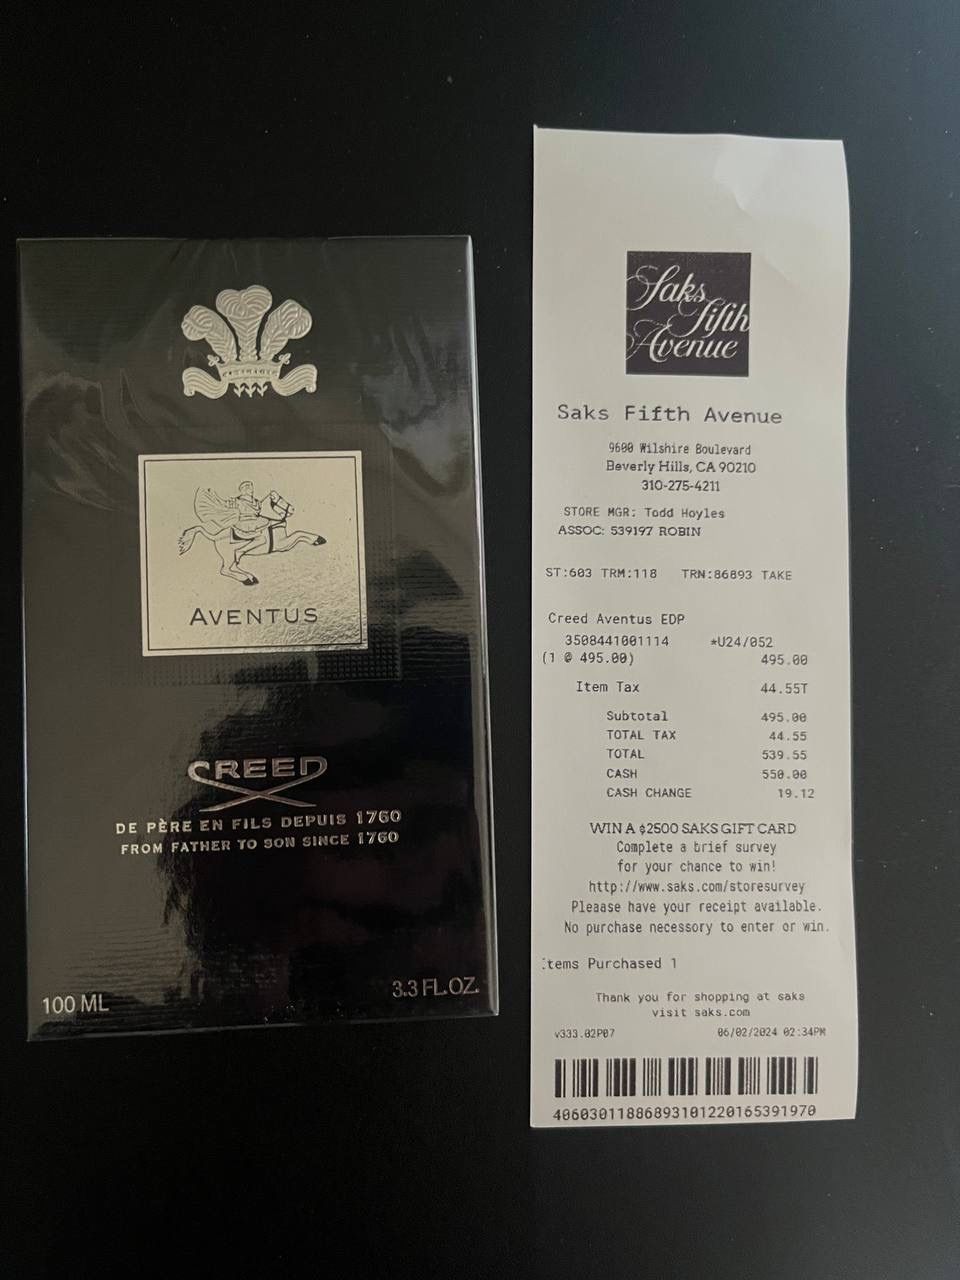 AVENTUS
CREED
DE PÈRE EN FILS DEPUIS 1760
FROM FATHER TO SON SINCE 1760
100 ML
3.3 FL.OZ.
Saks
Fifth
Avenue
Saks Fifth Avenue
9600 Wilshire Boulevard
Beverly Hills, CA 90210
310-275-4211
STORE MGR: Todd Hoyles
ASSOC: 539197 ROBIN
ST:603 TRM:118 TRN:86893 TAKE
Creed Aventus EDP
3508441001114 *U24/052
(1 @ 495.00) 495.00
Item Tax 44.55T
Subtotal 495.00
TOTAL TAX 44.55
TOTAL 539.55
CASH 550.00
CASH CHANGE 19.12
WIN A $2500 SAKS GIFT CARD
Complete a brief survey
for your chance to win!
http://www.saks.com/storesurvey
Please have your receipt available.
No purchase necessary to enter or win.
Items Purchased 1
Thank you for shopping at saks
visit saks.com
v333.02P07 06/02/2024 02:34PM
40603011886893101220165391970